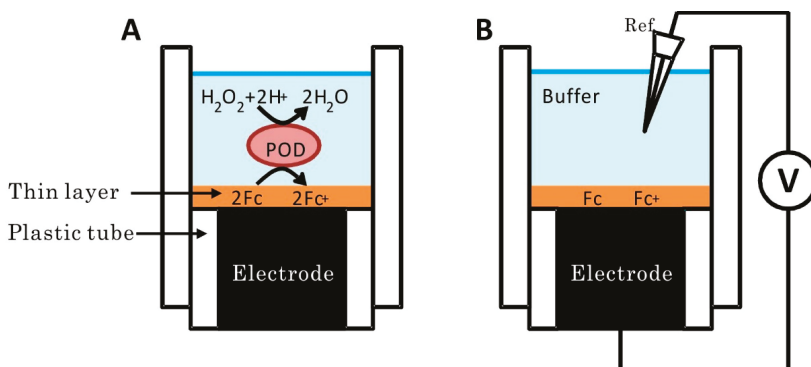 A
H₂O₂+2H+ 2H₂O
POD
2Fc 2Fc+
Thin layer
Plastic tube
Electrode
B
Ref.
Buffer
V
Fc Fc+
Electrode